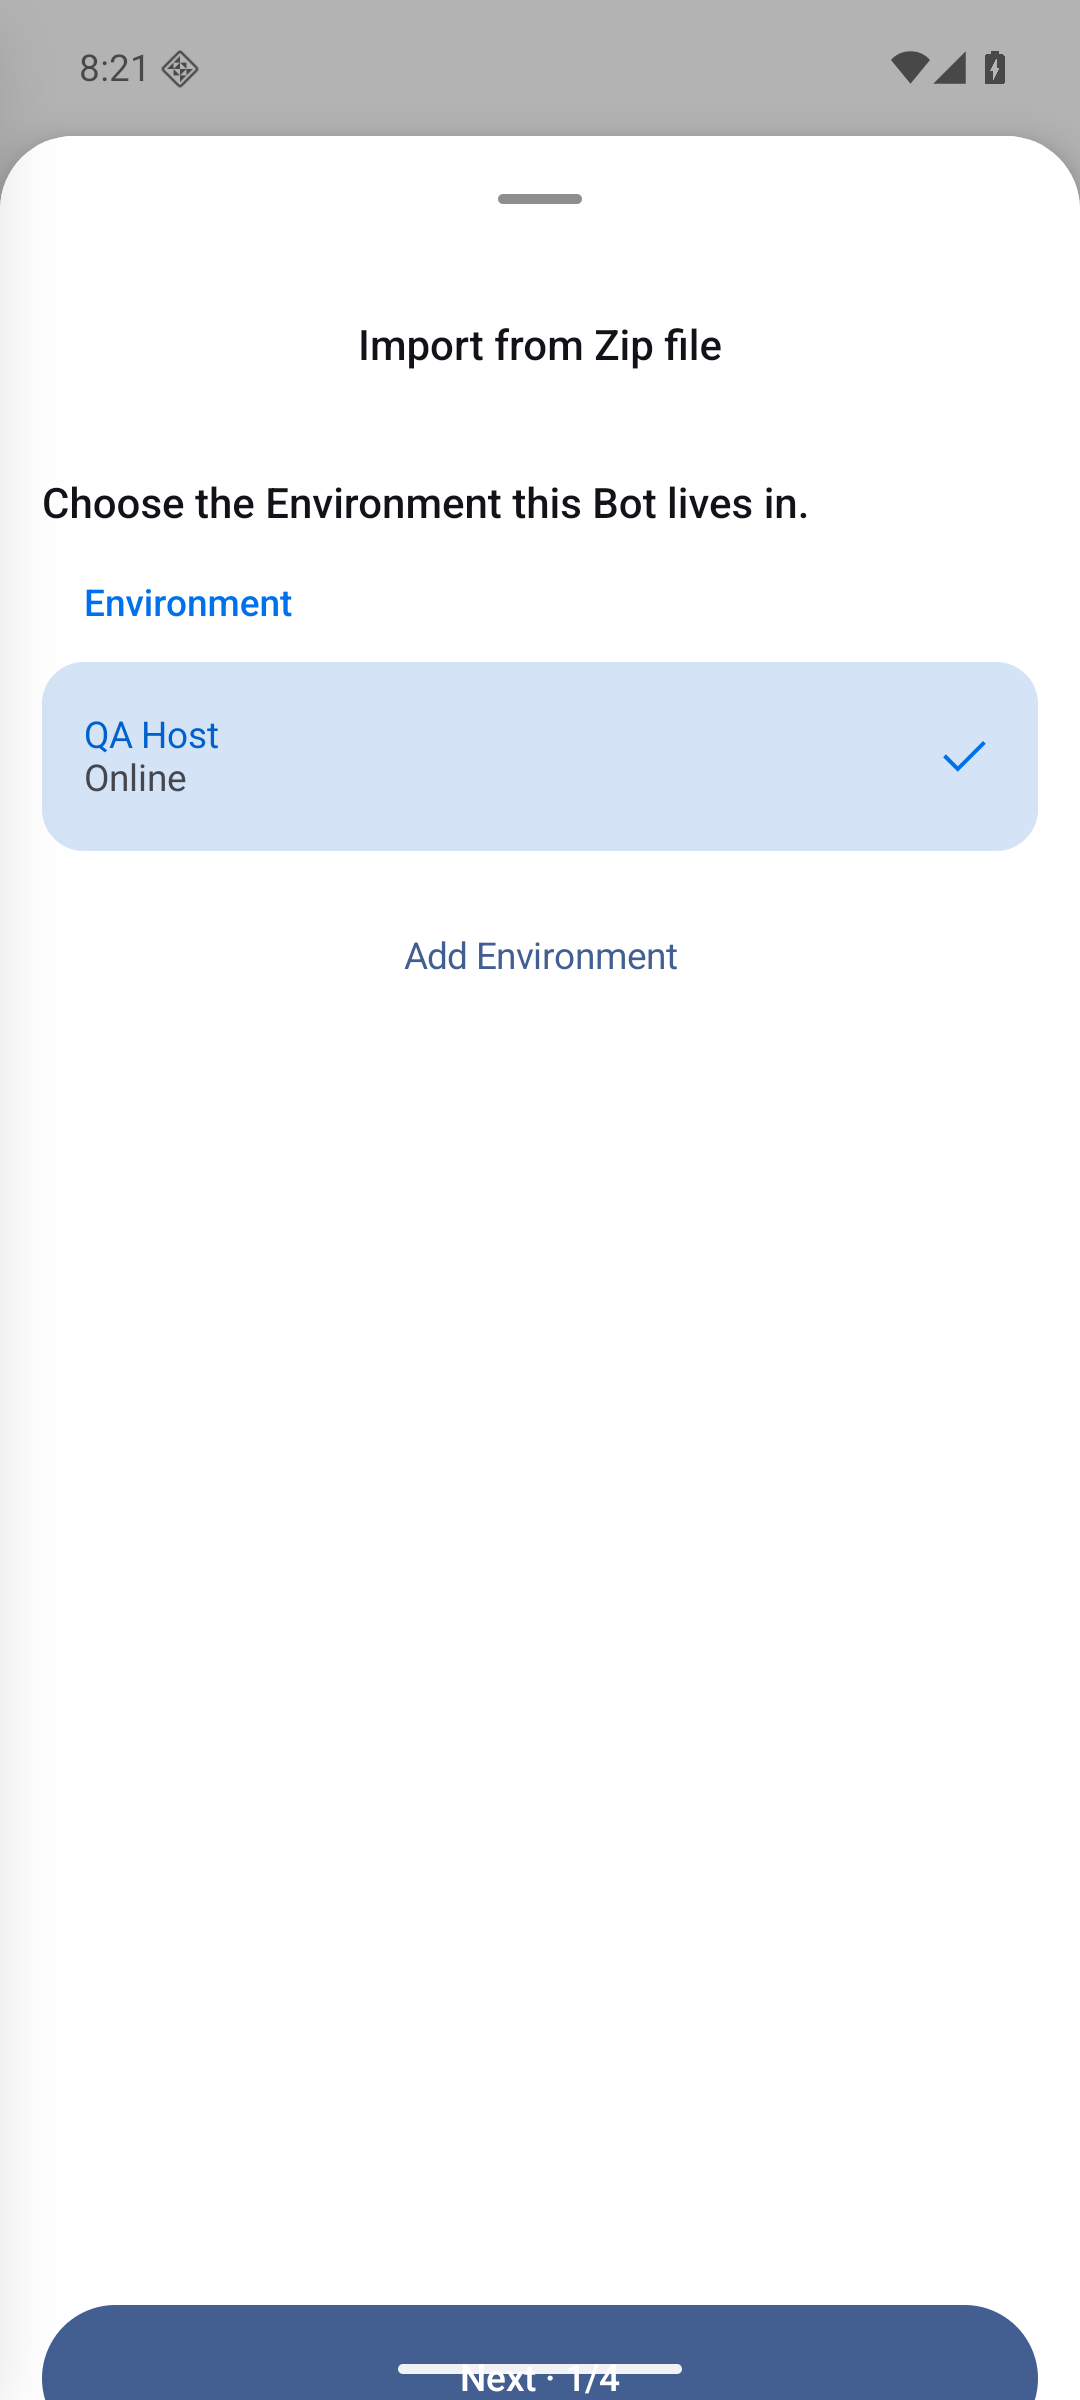 8:21
Import from Zip file
Choose the Environment this Bot lives in.
Environment
QA Host
Online
Add Environment
Next · 1/4